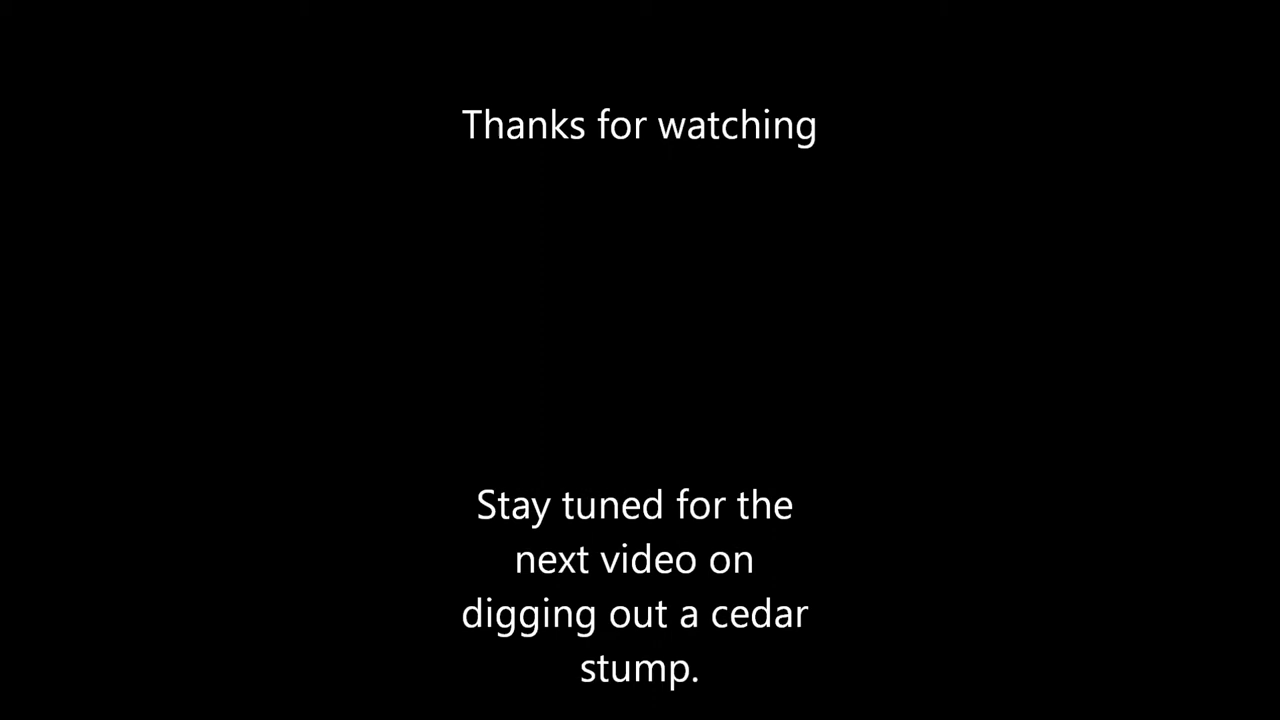 Thanks for watching
Stay tuned for the
next video on
digging out a cedar
stump.